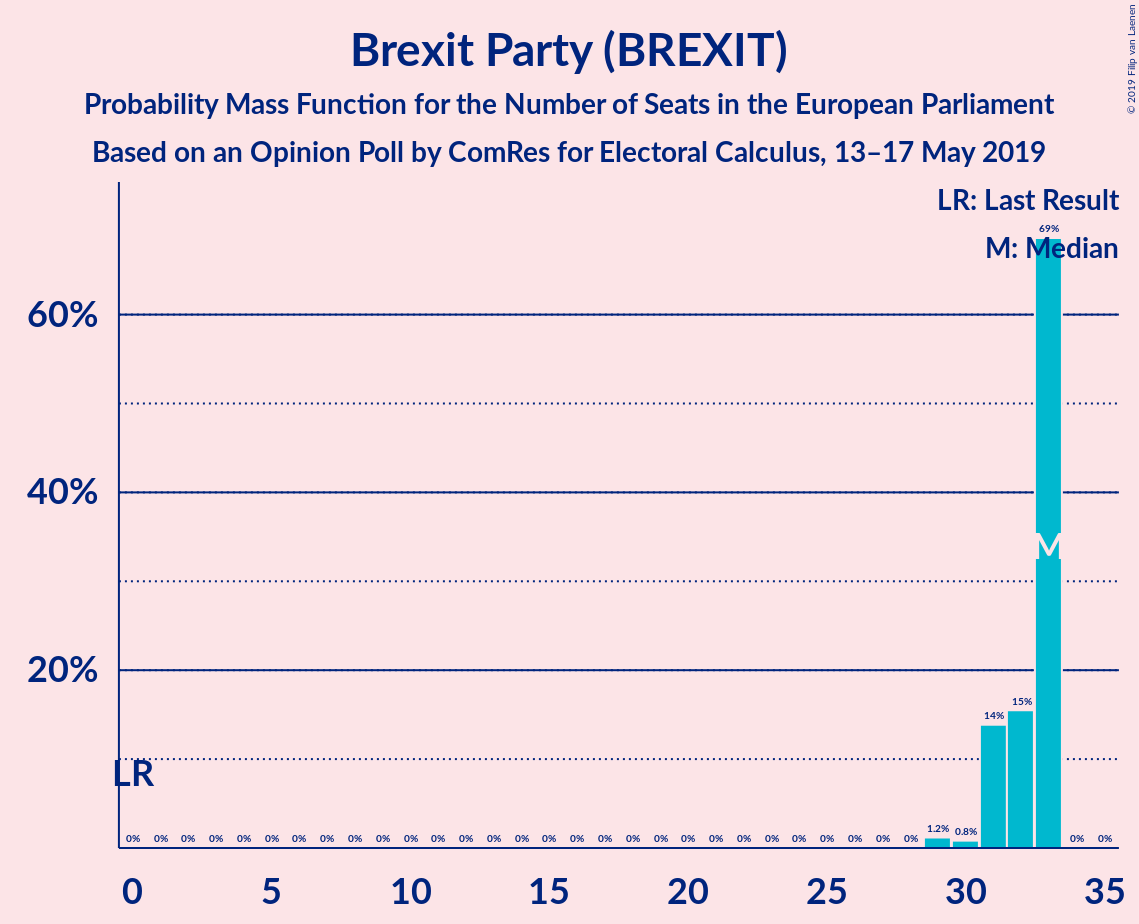 Brexit Party (BREXIT)
Probability Mass Function for the Number of Seats in the European Parliament
Based on an Opinion Poll by ComRes for Electoral Calculus, 13–17 May 2019
© 2019 Filip van Laenen
LR: Last Result
M: Median
69%
60%
40%
M
20%
15%
14%
LR
1.2%
0.8%
0% 0% 0% 0% 0% 0% 0% 0% 0% 0% 0% 0% 0% 0% 0% 0% 0% 0% 0% 0% 0% 0% 0% 0% 0% 0% 0% 0% 0% 0% 0%
0 5 10 15 20 25 30 35